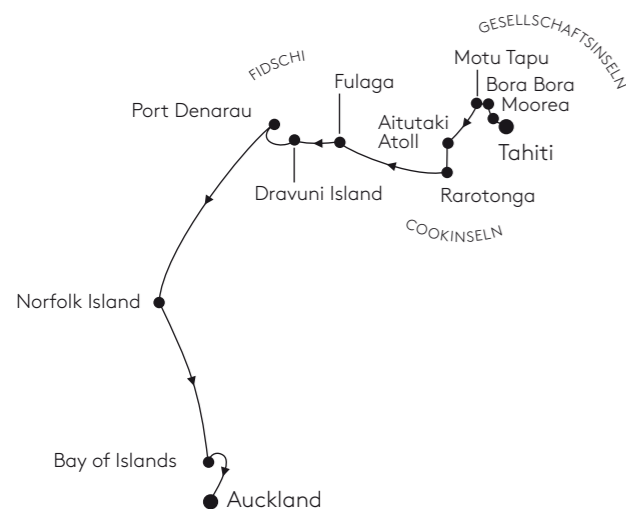 GESELLSCHAFTSINSELN
FIDSCHI
Motu Tapu
Fulaga
Bora Bora
Port Denarau
Moorea
Aitutaki
Atoll
Tahiti
Dravuni Island
Rarotonga
COOKINSELN
Norfolk Island
Bay of Islands
Auckland